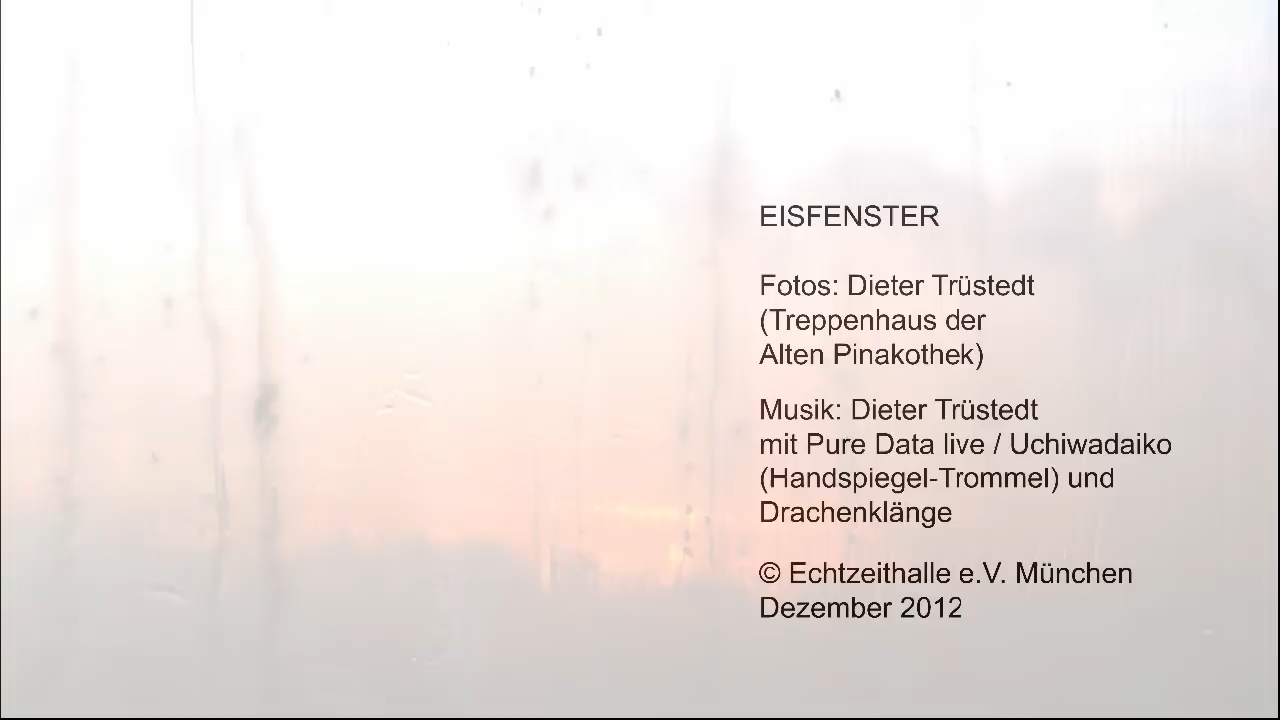 EISFENSTER
Fotos: Dieter Trüstedt
(Treppenhaus der
Alten Pinakothek)
Musik: Dieter Trüstedt
mit Pure Data live / Uchiwadaiko
(Handspiegel-Trommel) und
Drachenklänge
© Echtzeithalle e.V. München
Dezember 2012